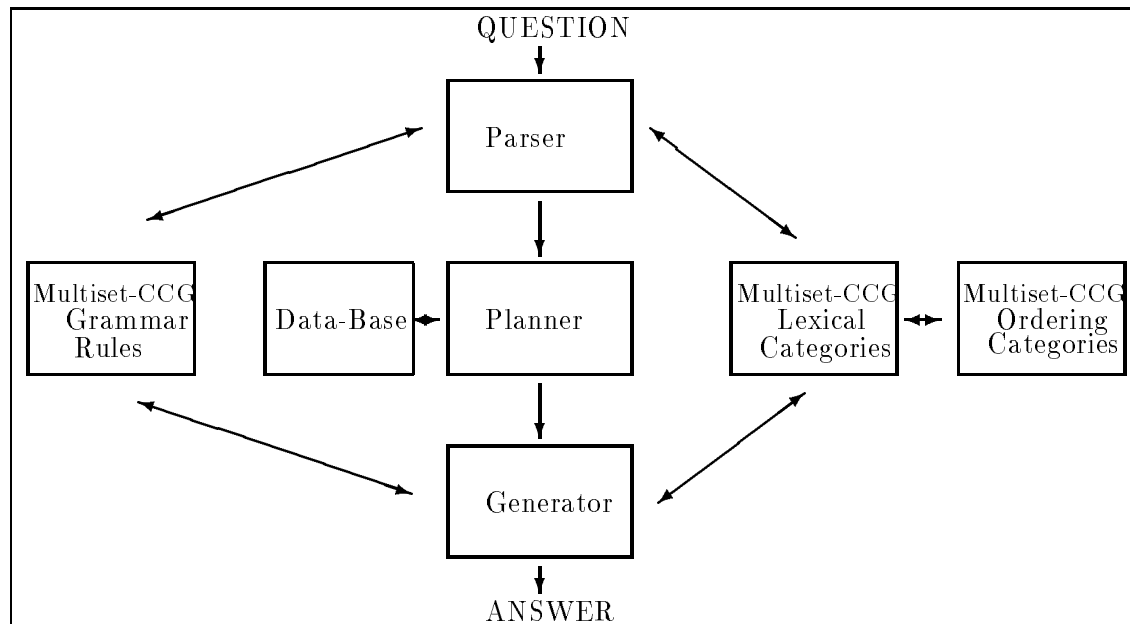 QUESTION
Parser
Multiset-CCG
Grammar
Rules
Data-Base
Planner
Multiset-CCG
Lexical
Categories
Multiset-CCG
Ordering
Categories
Generator
ANSWER